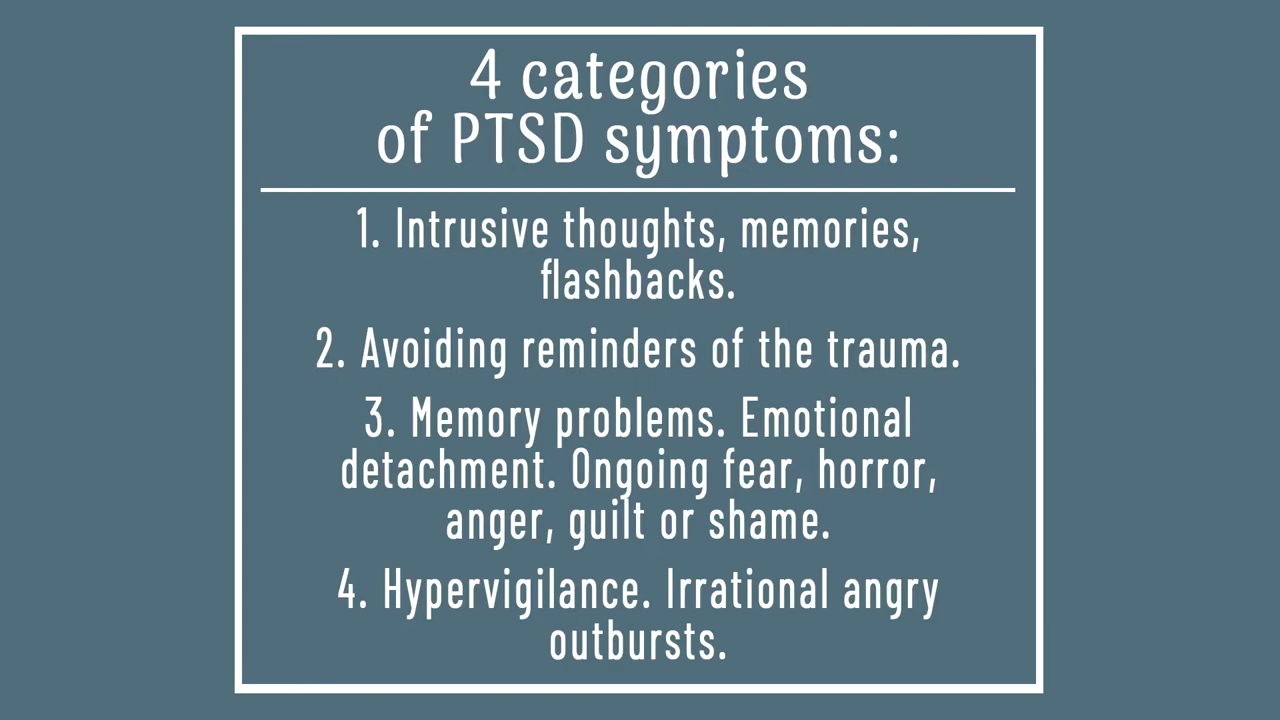 4 categories
of PTSD symptoms:
1. Intrusive thoughts, memories,
flashbacks.
2. Avoiding reminders of the trauma.
3. Memory problems. Emotional
detachment. Ongoing fear, horror,
anger, guilt or shame.
4. Hypervigilance. Irrational angry
outbursts.